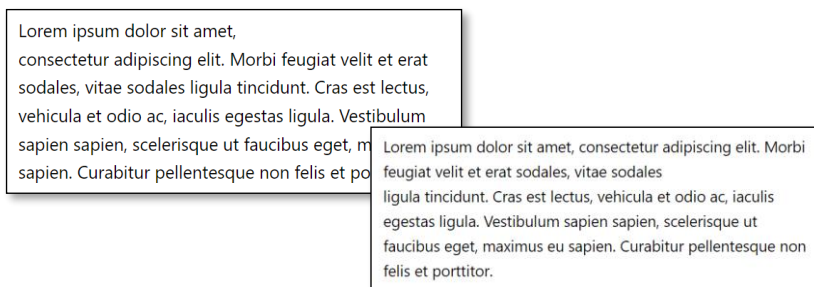 Lorem ipsum dolor sit amet,
consectetur adipiscing elit. Morbi feugiat velit et erat
sodales, vitae sodales ligula tincidunt. Cras est lectus,
vehicula et odio ac, iaculis egestas ligula. Vestibulum
sapien sapien, scelerisque ut faucibus eget, m
sapien. Curabitur pellentesque non felis et po
Lorem ipsum dolor sit amet, consectetur adipiscing elit. Morbi
feugiat velit et erat sodales, vitae sodales
ligula tincidunt. Cras est lectus, vehicula et odio ac, iaculis
egestas ligula. Vestibulum sapien sapien, scelerisque ut
faucibus eget, maximus eu sapien. Curabitur pellentesque non
felis et porttitor.